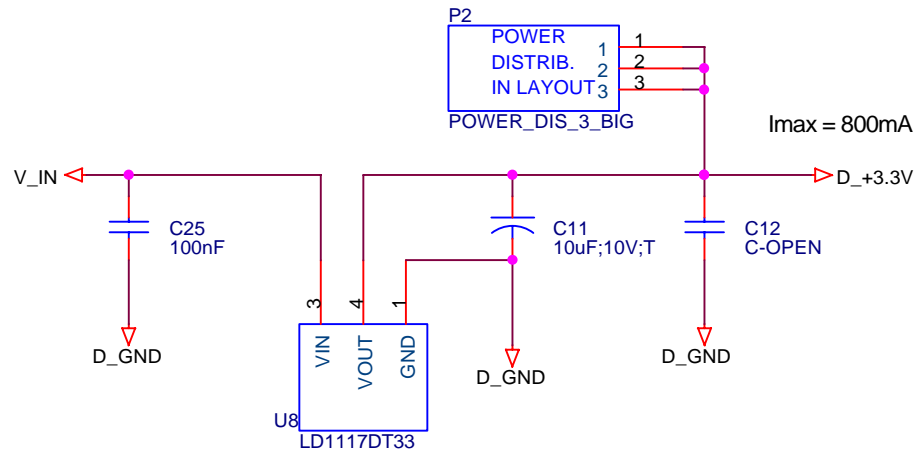 P2
POWER
DISTRIB.
IN LAYOUT
1
2
3
1
2
3
POWER_DIS_3_BIG
Imax = 800mA
V_IN
D_+3.3V
C25
100nF
C11
10uF;10V;T
C12
C-OPEN
3
4
1
D_GND
VIN
VOUT
GND
D_GND
D_GND
U8
LD1117DT33